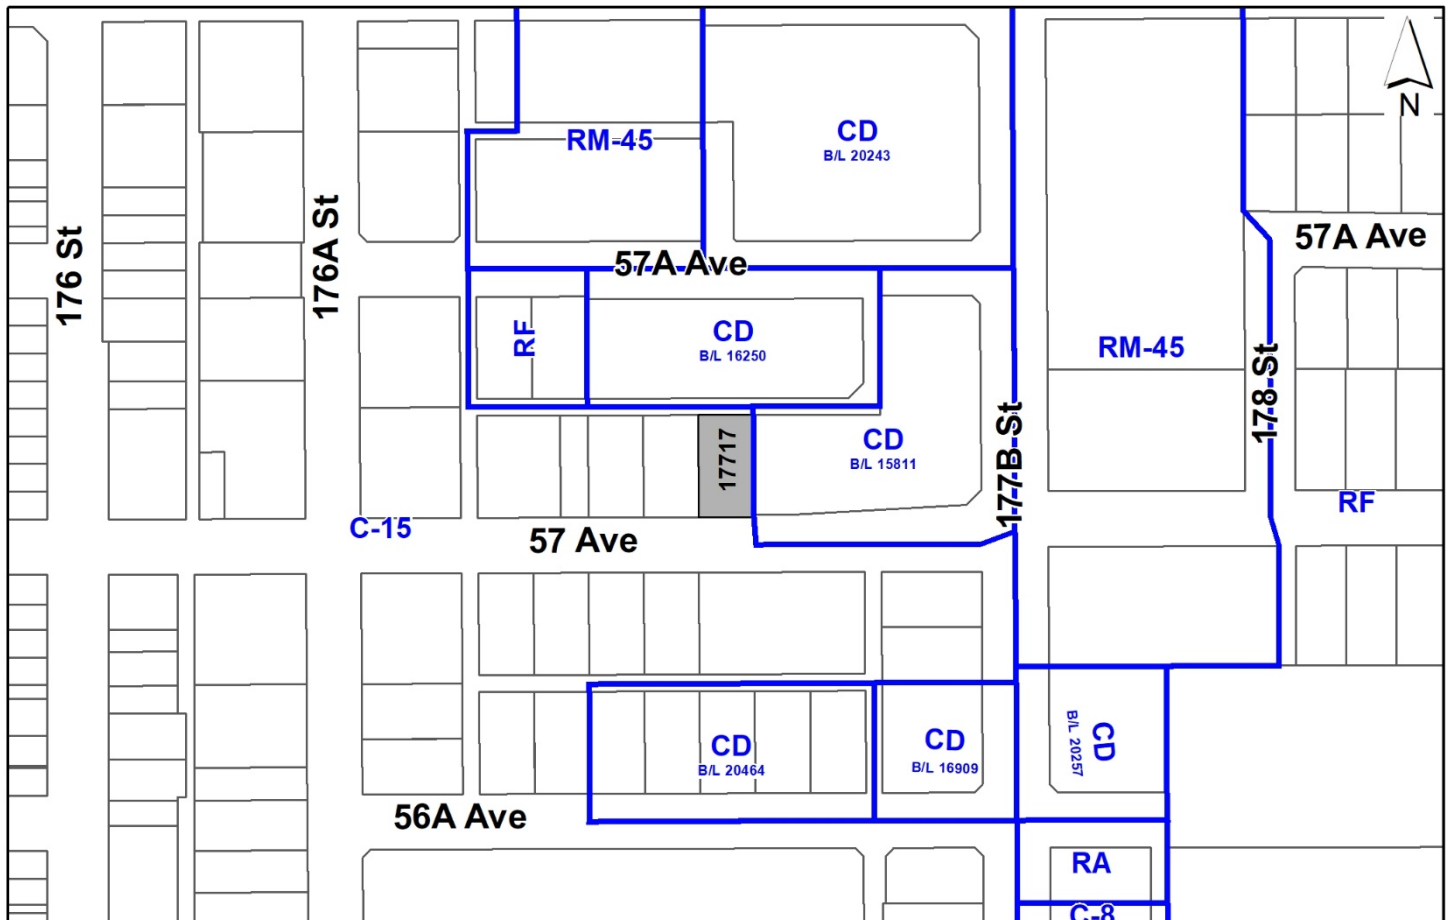 N
RM-45
CD
B/L 20243
176 St
176A St
57A Ave
57A Ave
RF
CD
B/L 16250
RM-45
178 St
17717
CD
B/L 15811
177B St
RF
C-15
57 Ave
CD
B/L 20464
CD
B/L 16909
CD
B/L 20257
56A Ave
RA
C-8